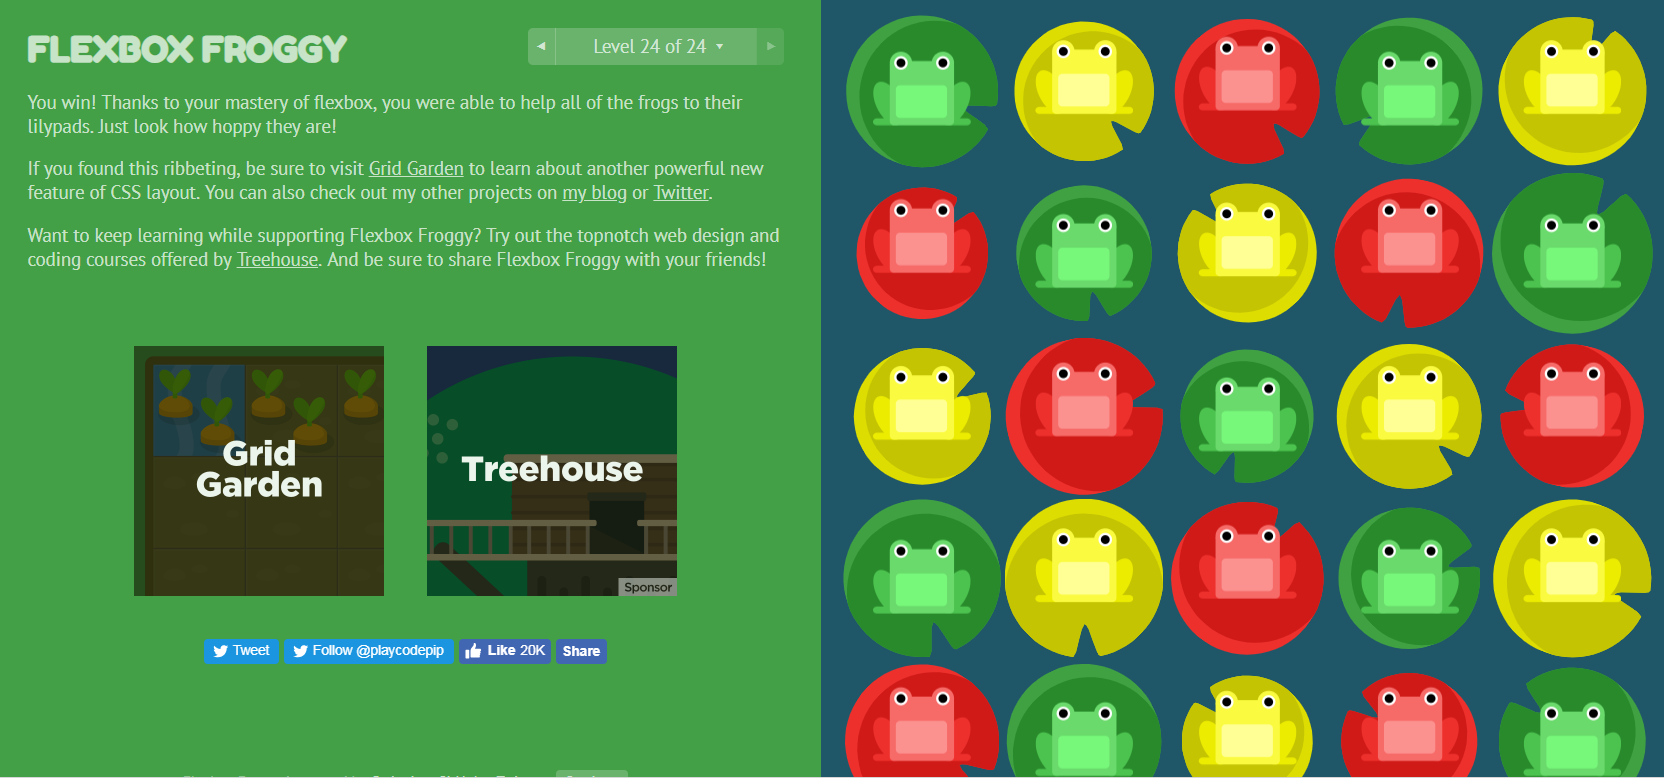 FLEXBOX FROGGY
◄ Level 24 of 24 ▼ ►
You win! Thanks to your mastery of flexbox, you were able to help all of the frogs to their
lilypads. Just look how hoppy they are!
If you found this ribbeting, be sure to visit Grid Garden to learn about another powerful new
feature of CSS layout. You can also check out my other projects on my blog or Twitter.
Want to keep learning while supporting Flexbox Froggy? Try out the topnotch web design and
coding courses offered by Treehouse. And be sure to share Flexbox Froggy with your friends!
Grid
Garden
Treehouse
Sponsor
Tweet Follow @playcodepip Like 20K Share